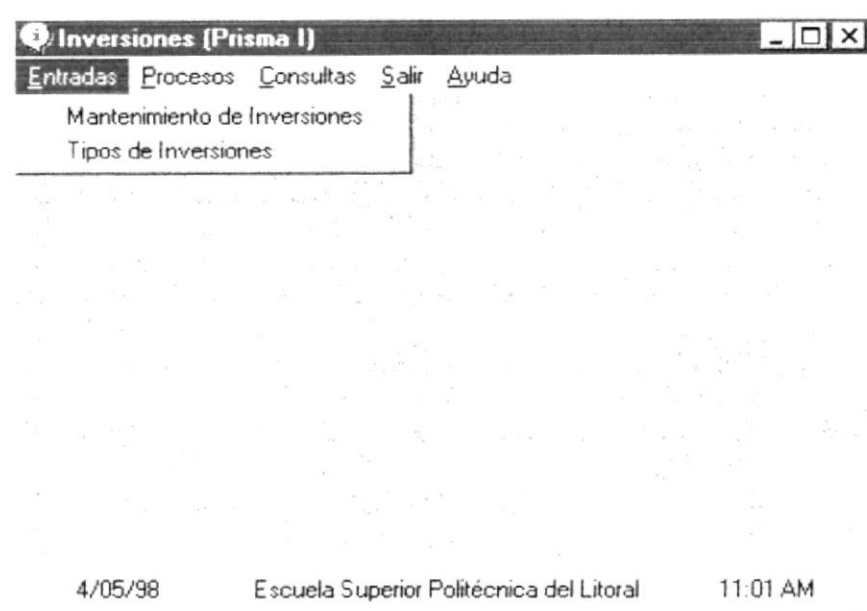 Inversiones (Prisma I)
Entradas Procesos Consultas Salir Ayuda
Mantenimiento de Inversiones
Tipos de Inversiones
4/05/98 Escuela Superior Politécnica del Litoral 11:01 AM